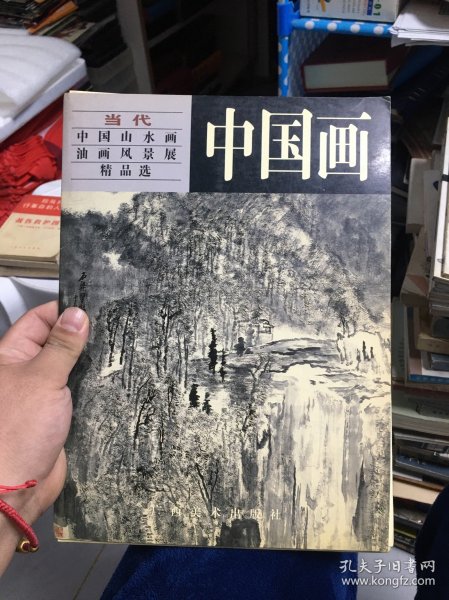 当代
中国山水画
油画风景展
精品选
中国画
西美术出版社
孔夫子旧书网
www.kongfz.com